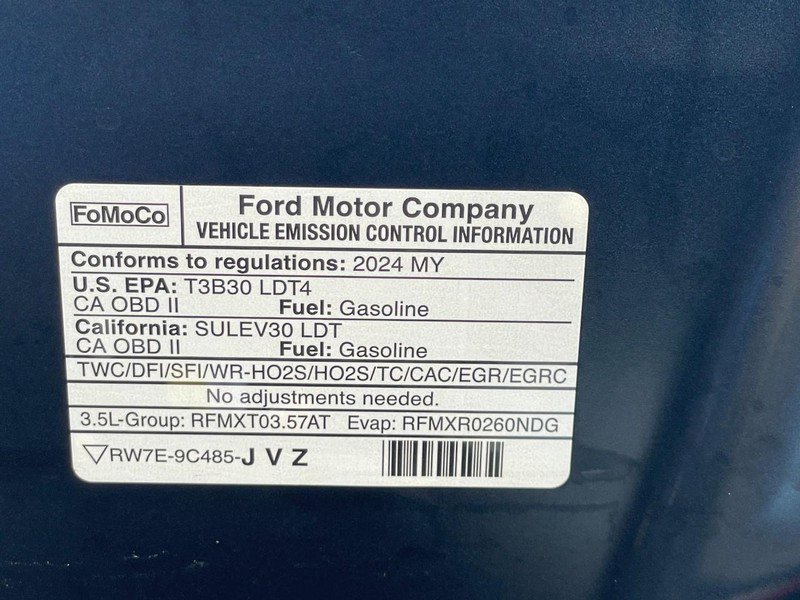 FoMoCo
Ford Motor Company
VEHICLE EMISSION CONTROL INFORMATION
Conforms to regulations: 2024 MY
U.S. EPA: T3B30 LDT4
CA OBD II Fuel: Gasoline
California: SULEV30 LDT
CA OBD II Fuel: Gasoline
TWC/DFI/SFI/WR-HO2S/HO2S/TC/CAC/EGR/EGRC
No adjustments needed.
3.5L-Group: RFMXT03.57AT Evap: RFMXR0260NDG
RW7E-9C485-J V Z